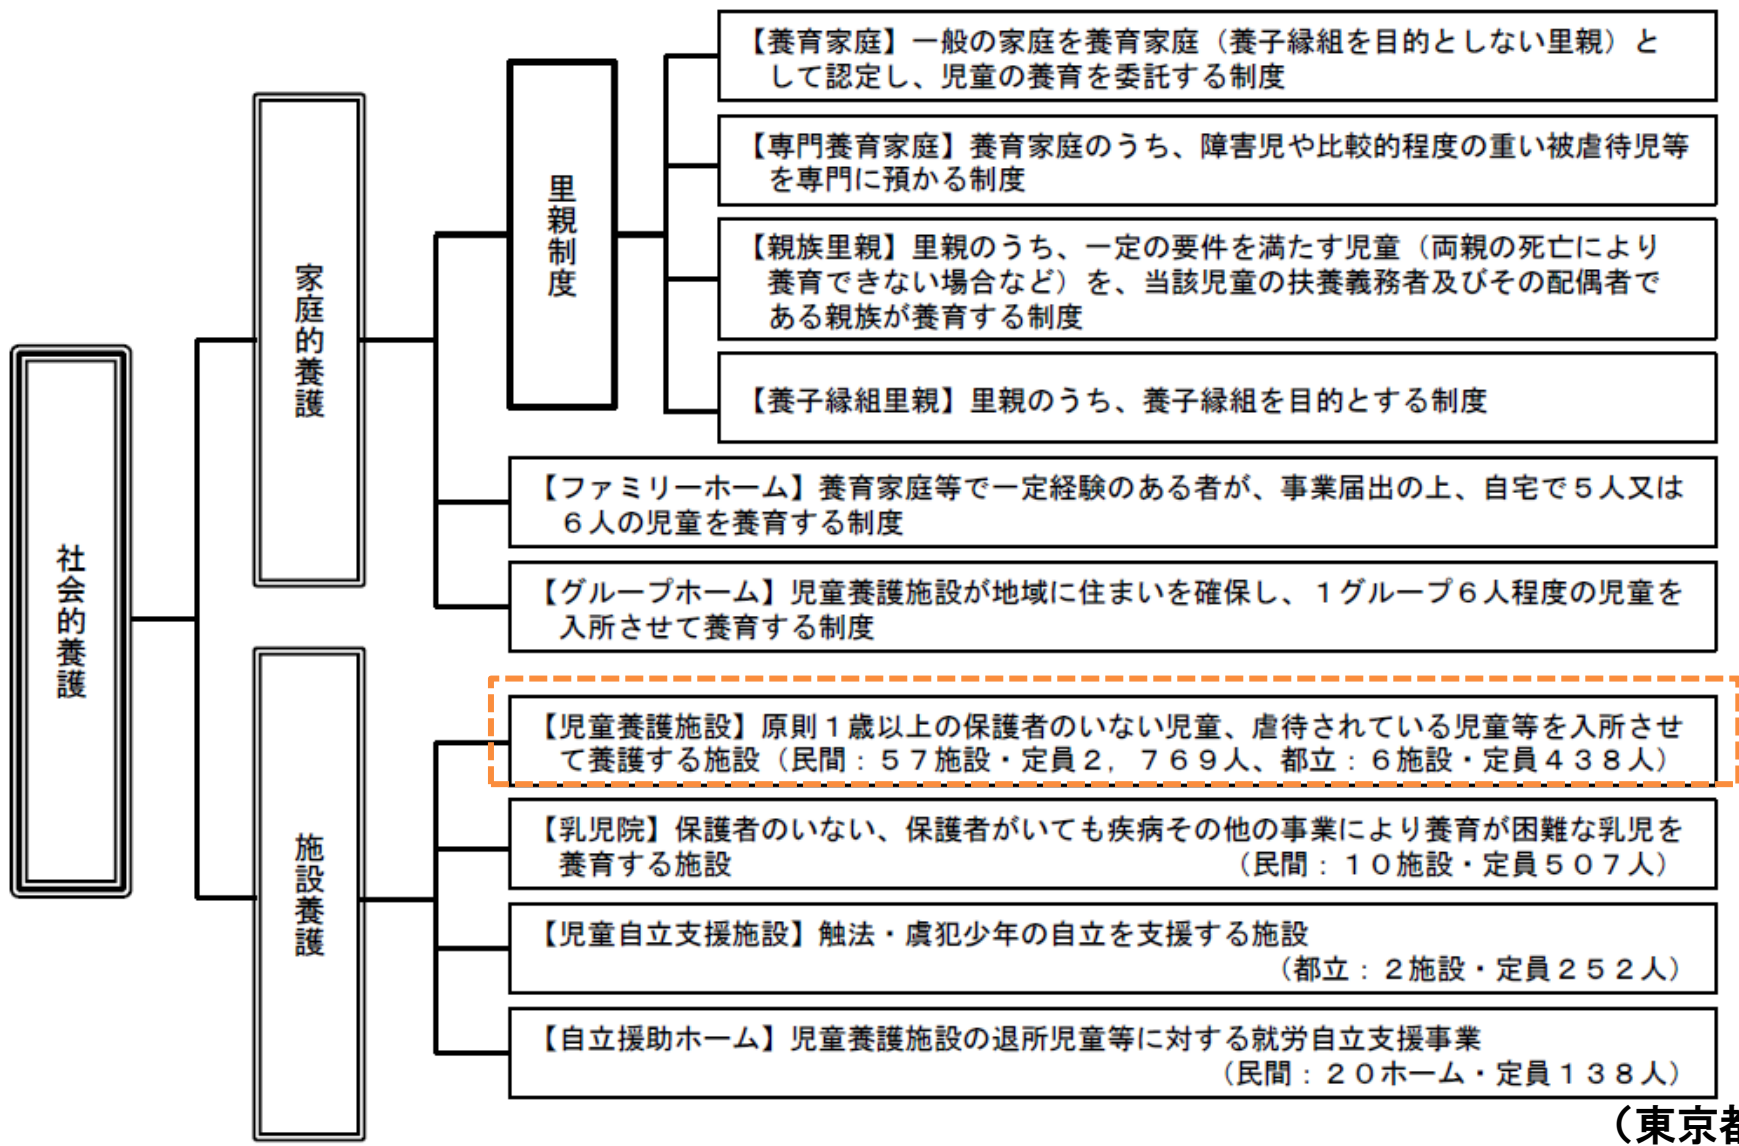 社会的養護
家庭的養護
里親制度
【養育家庭】一般の家庭を養育家庭（養子縁組を目的としない里親）と
して認定し、児童の養育を委託する制度
【専門養育家庭】養育家庭のうち、障害児や比較的程度の重い被虐待児等
を専門に預かる制度
【親族里親】里親のうち、一定の要件を満たす児童（両親の死亡により
養育できない場合など）を、当該児童の扶養義務者及びその配偶者で
ある親族が養育する制度
【養子縁組里親】里親のうち、養子縁組を目的とする制度
【ファミリーホーム】養育家庭等で一定経験のある者が、事業届出の上、自宅で５人又は
６人の児童を養育する制度
【グループホーム】児童養護施設が地域に住まいを確保し、１グループ６人程度の児童を
入所させて養育する制度
施設養護
【児童養護施設】原則１歳以上の保護者のいない児童、虐待されている児童等を入所させ
て養護する施設（民間：５７施設・定員２，７６９人、都立：６施設・定員４３８人）
【乳児院】保護者のいない、保護者がいても疾病その他の事業により養育が困難な乳児を
養育する施設　（民間：１０施設・定員５０７人）
【児童自立支援施設】触法・虞犯少年の自立を支援する施設
（都立：２施設・定員２５２人）
【自立援助ホーム】児童養護施設の退所児童等に対する就労自立支援事業
（民間：２０ホーム・定員１３８人）
（東京都